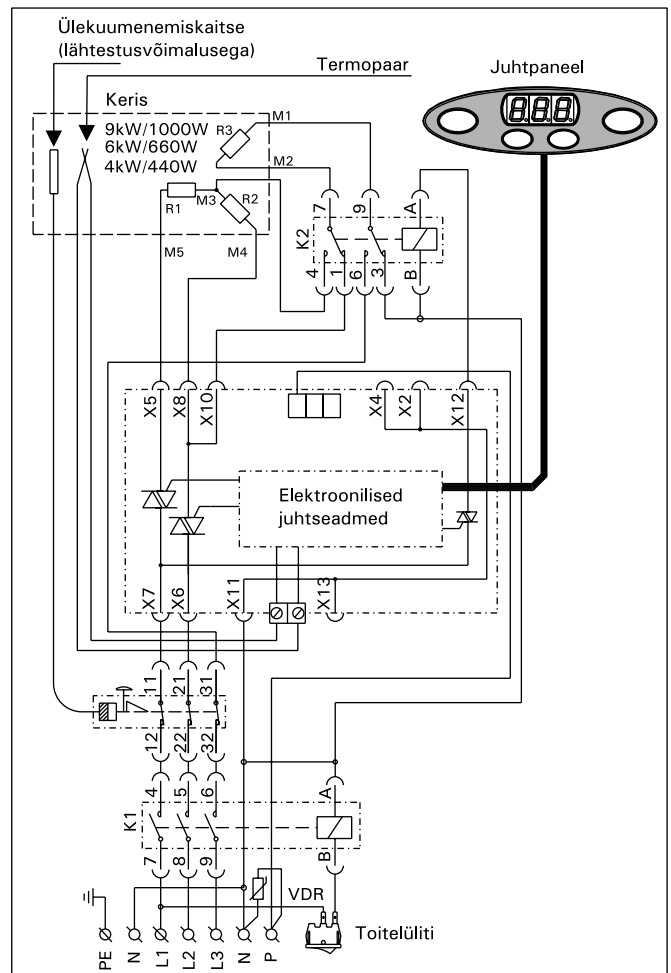 Ülekuumenemiskaitse
(lähtestusvõimalusega)
Termopaar
Juhtpaneel
888
Keris
9kW/1000W
6kW/660W
4kW/440W
R3
M1
M2
R1
M3
R2
M5
M4
7
9
A
K2
4
1
6
3
B
X5
X8
X10
X4
X2
X12
Elektroonilised
juhtseadmed
X7
X6
X11
X13
11
21
31
12
22
32
4
5
6
A
K1
7
8
9
B
VDR
Toitelüliti
PE
N
L1
L2
L3
N
P